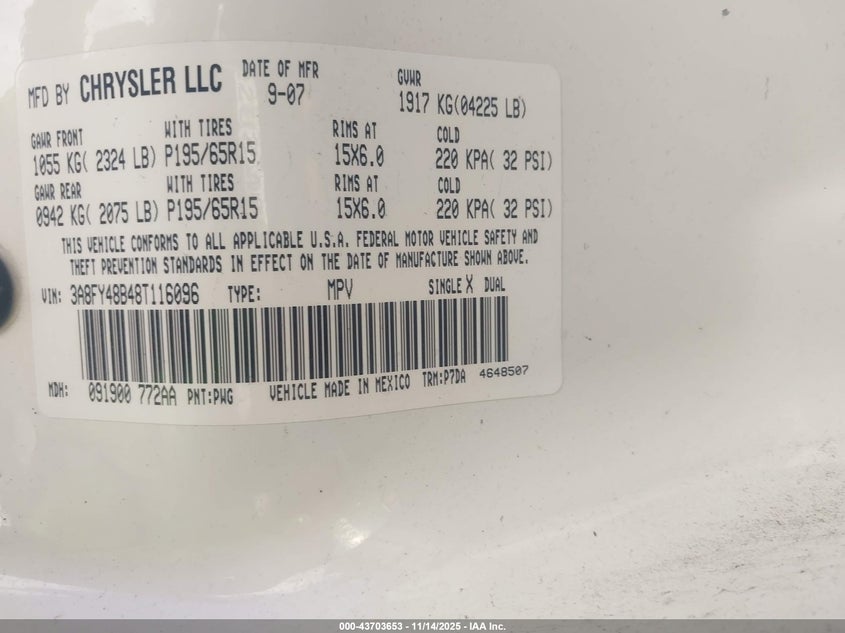 MFD BY CHRYSLER LLC DATE OF MFR 9-07 GVWR 1917 KG(04225 LB)
GAWR FRONT WITH TIRES RIMS AT COLD
1055 KG( 2324 LB) P195/65R15 15X6.0 220 KPA( 32 PSI)
GAWR REAR WITH TIRES RIMS AT COLD
0942 KG( 2075 LB) P195/65R15 15X6.0 220 KPA( 32 PSI)
THIS VEHICLE CONFORMS TO ALL APPLICABLE U.S.A. FEDERAL MOTOR VEHICLE SAFETY AND
THEFT PREVENTION STANDARDS IN EFFECT ON THE DATE OF MANUFACTURE SHOWN ABOVE.
VIN: 3A8FY48B48T116096 TYPE: MPV SINGLE X DUAL
MDH: 091900 772AA PNT:PWG VEHICLE MADE IN MEXICO TRM:P7DA 4648507
000-43703653 - 11/14/2025 - IAA Inc.